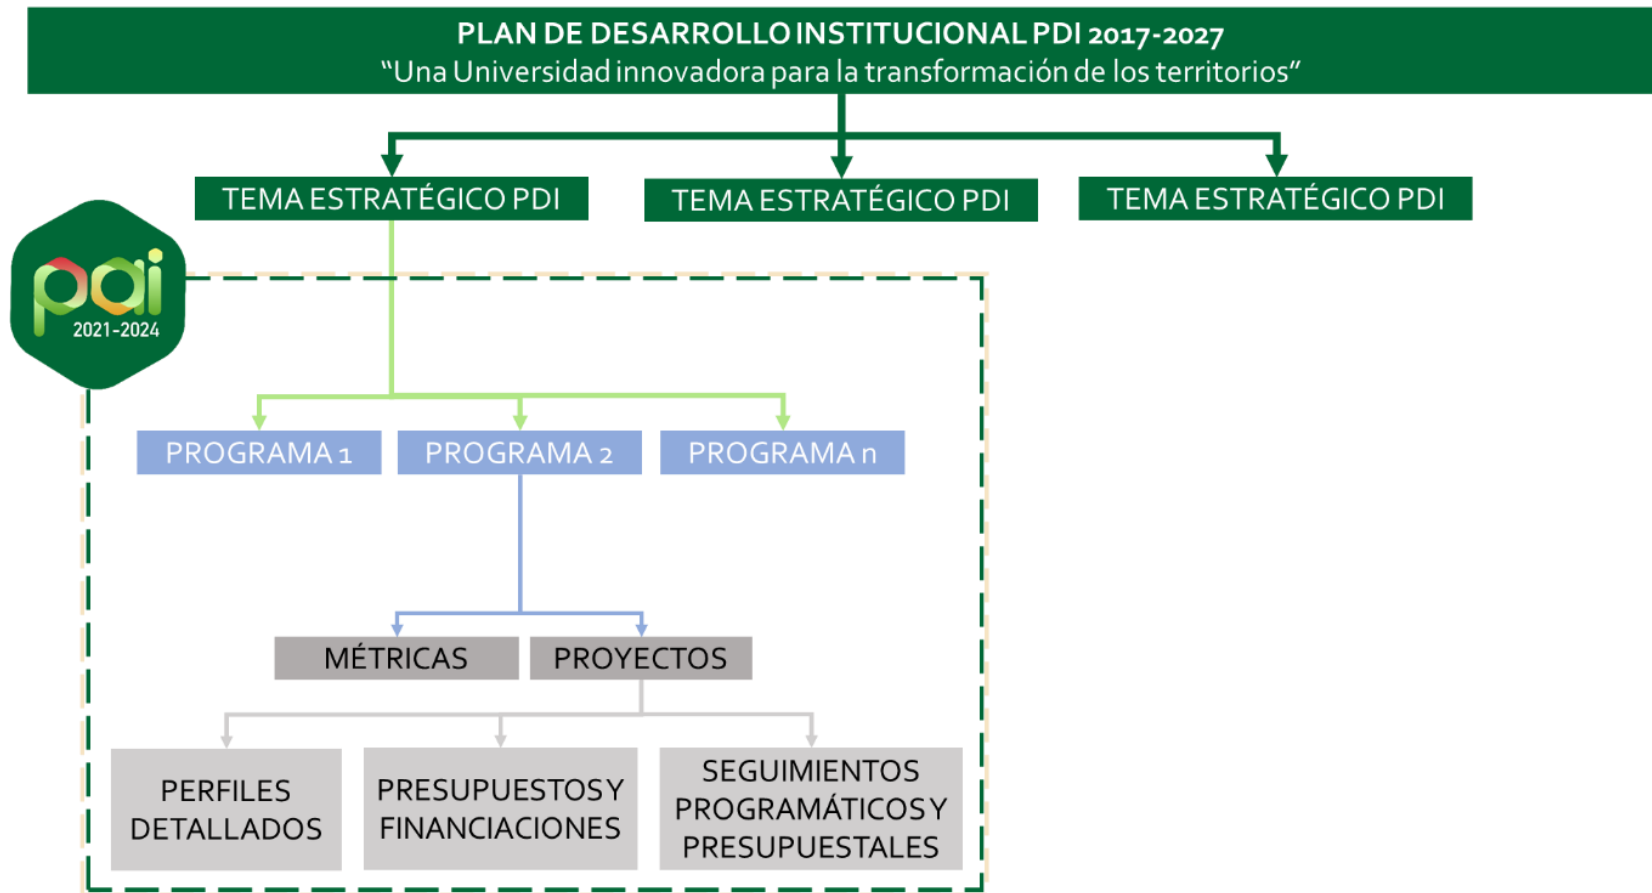 PLAN DE DESARROLLO INSTITUCIONAL PDI 2017-2027
“Una Universidad innovadora para la transformación de los territorios”
TEMA ESTRATÉGICO PDI
TEMA ESTRATÉGICO PDI
TEMA ESTRATÉGICO PDI
pai
2021-2024
PROGRAMA 1
PROGRAMA 2
PROGRAMA n
MÉTRICAS
PROYECTOS
PERFILES
DETALLADOS
PRESUPUESTOS Y
FINANCIACIONES
SEGUIMIENTOS
PROGRAMÁTICOS Y
PRESUPUESTALES